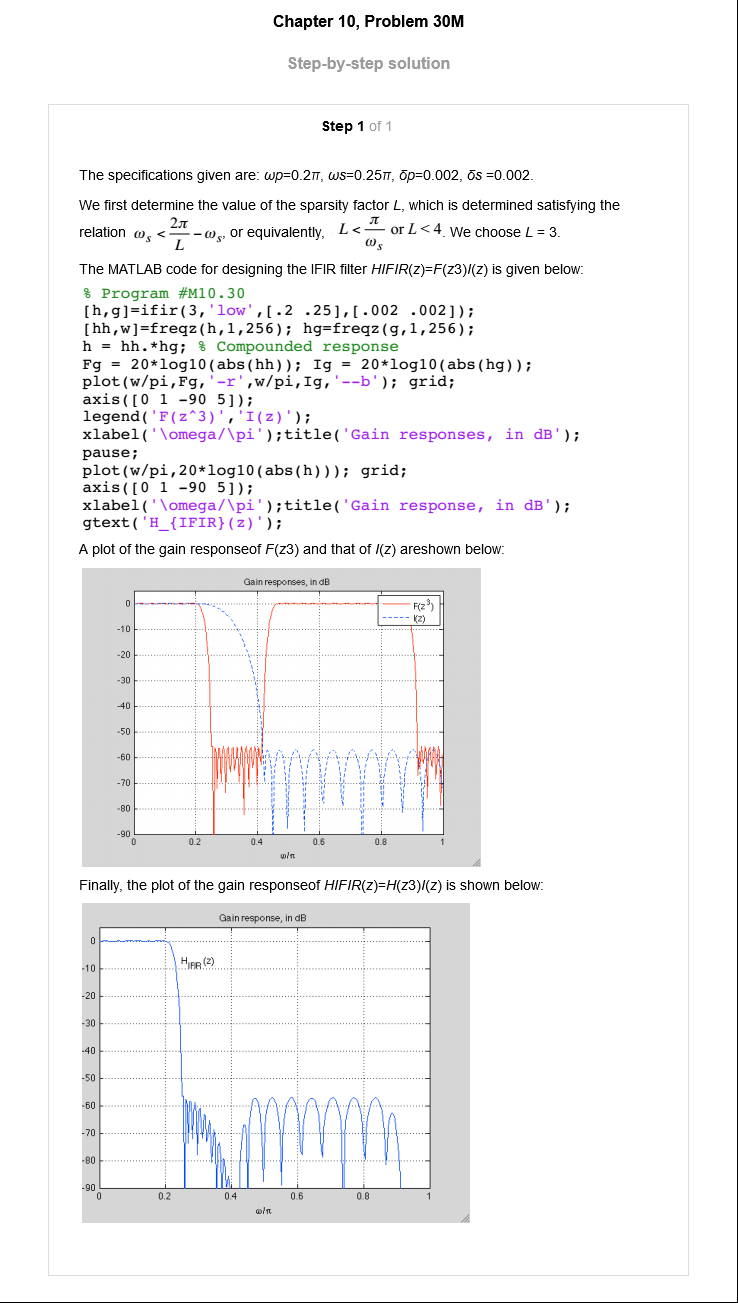 Chapter 10, Problem 30M
Step-by-step solution
Step 1 of 1
The specifications given are: ωp=0.2π, ωs=0.25π, δp=0.002, δs =0.002.
We first determine the value of the sparsity factor L, which is determined satisfying the
relation ω_s < 2π/L − ω_s, or equivalently, L < π/ω_s or L < 4. We choose L = 3.
The MATLAB code for designing the IFIR filter HIFIR(z)=F(z3)I(z) is given below:
% Program #M10.30
[h,g]=ifir(3,'low',[.2 .25],[.002 .002]);
[hh,w]=freqz(h,1,256); hg=freqz(g,1,256);
h = hh.*hg; % Compounded response
Fg = 20*log10(abs(hh)); Ig = 20*log10(abs(hg));
plot(w/pi,Fg,'-r',w/pi,Ig,'--b'); grid;
axis([0 1 -90 5]);
legend('F(z^3)','I(z)');
xlabel('\omega/\pi');title('Gain responses, in dB');
pause;
plot(w/pi,20*log10(abs(h))); grid;
axis([0 1 -90 5]);
xlabel('\omega/\pi');title('Gain response, in dB');
gtext('H_{IFIR}(z)');
A plot of the gain responseof F(z3) and that of I(z) areshown below:
Gain responses, in dB
F(z³)
I(z)
0
-10
-20
-30
-40
-50
-60
-70
-80
-90
0 0.2 0.4 0.6 0.8 1
ω/π
Finally, the plot of the gain responseof HIFIR(z)=H(z3)I(z) is shown below:
Gain response, in dB
H_IFIR(z)
0
-10
-20
-30
-40
-50
-60
-70
-80
-90
0 0.2 0.4 0.6 0.8 1
ω/π